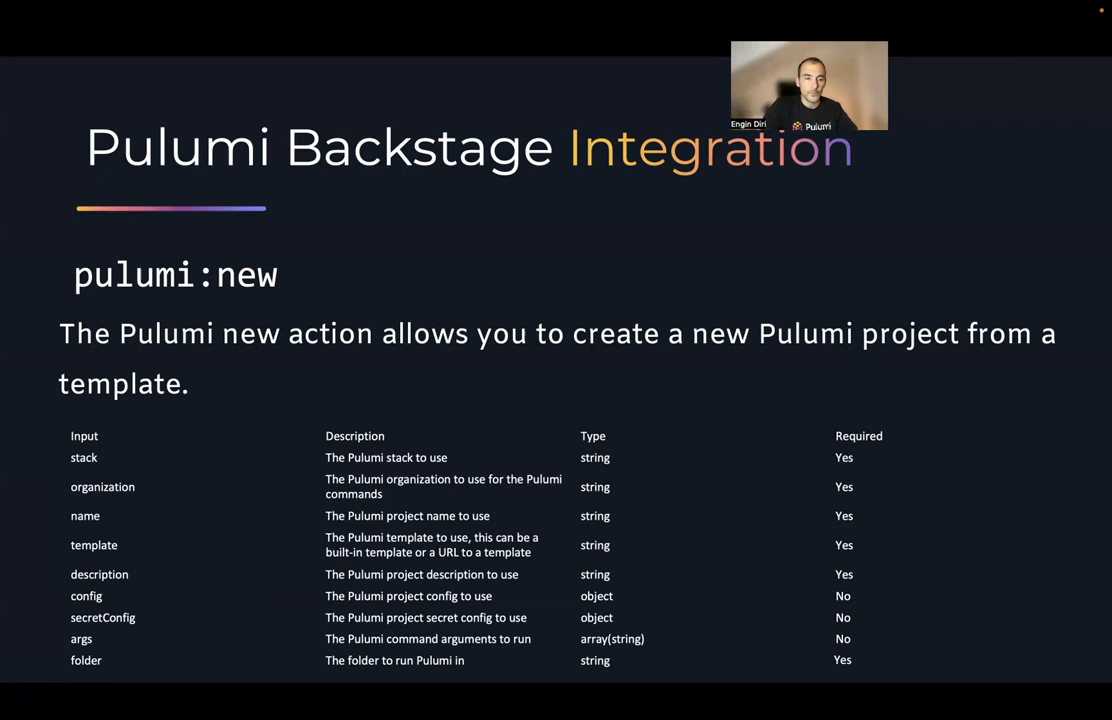 Engin Diri
Pulumi
Pulumi Backstage Integration
pulumi:new
The Pulumi new action allows you to create a new Pulumi project from a
template.
Input Description Type Required
stack The Pulumi stack to use string Yes
organization The Pulumi organization to use for the Pulumi
commands string Yes
name The Pulumi project name to use string Yes
template The Pulumi template to use, this can be a
built-in template or a URL to a template string Yes
description The Pulumi project description to use string Yes
config The Pulumi project config to use object No
secretConfig The Pulumi project secret config to use object No
args The Pulumi command arguments to run array(string) No
folder The folder to run Pulumi in string Yes